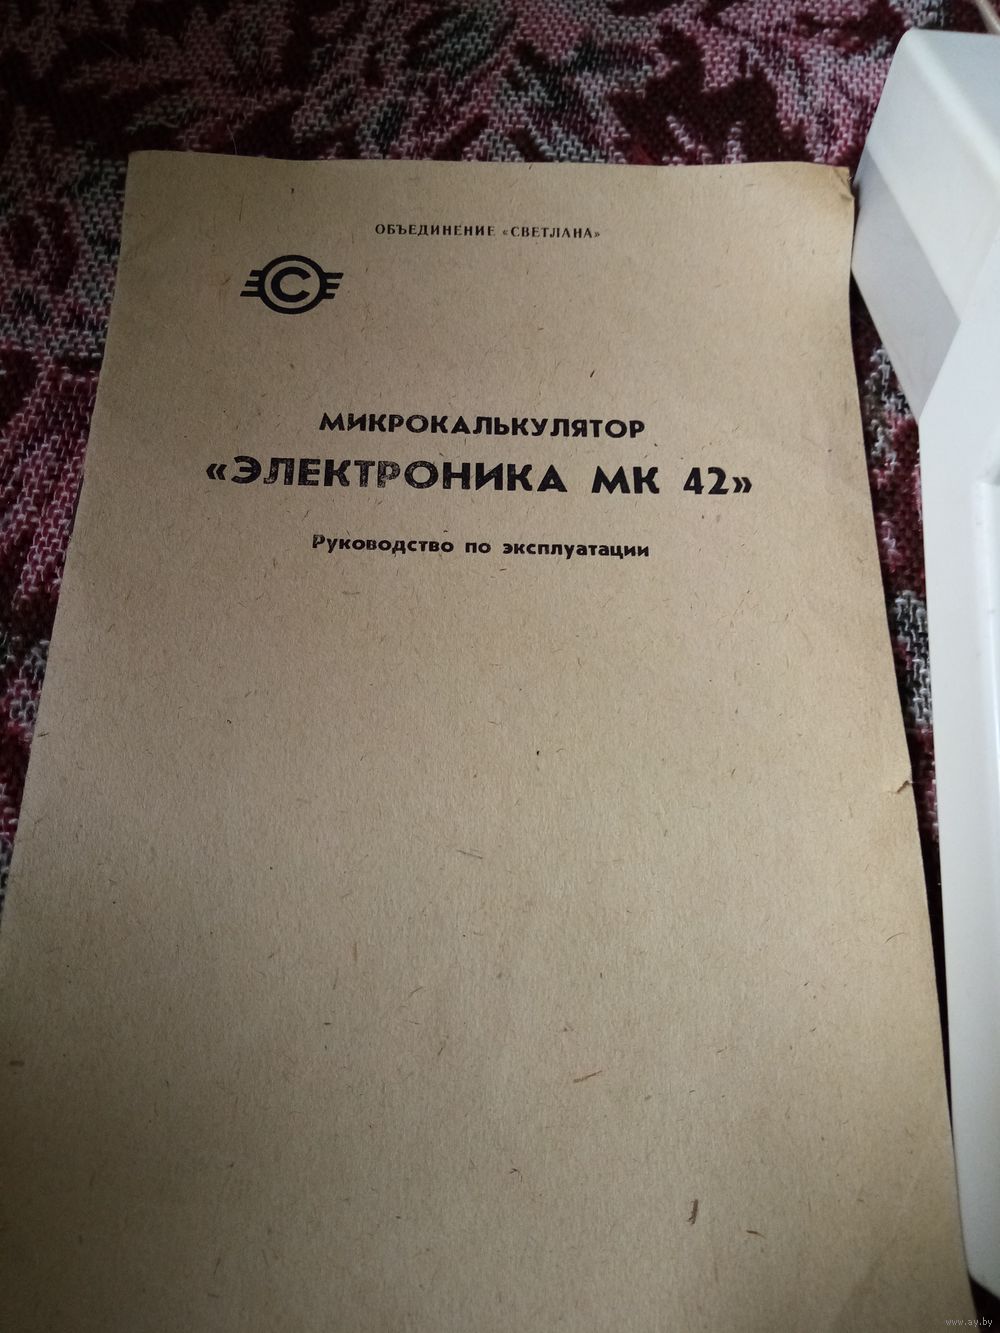 ОБЪЕДИНЕНИЕ «СВЕТЛАНА»
С
МИКРОКАЛЬКУЛЯТОР
«ЭЛЕКТРОНИКА МК 42»
Руководство по эксплуатации
www.ay.by